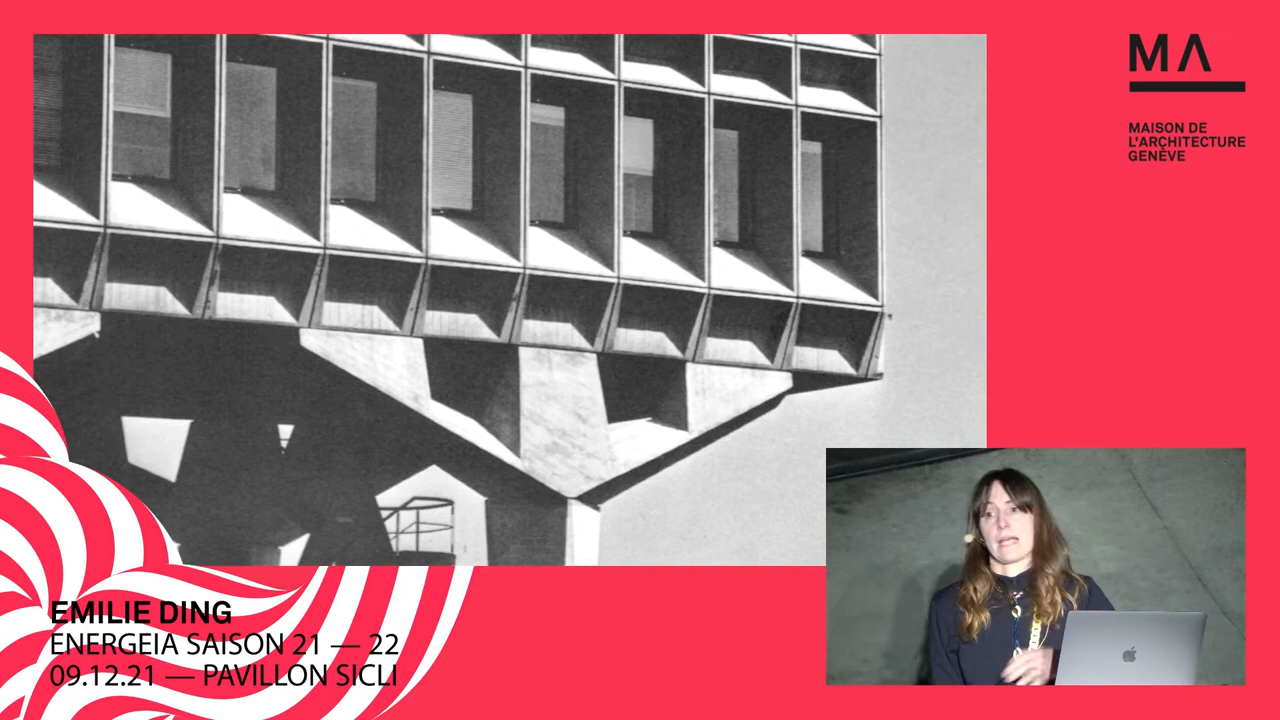 MA
MAISON DE
L'ARCHITECTURE
GENÈVE
EMILIE DING
ENERGEIA SAISON 21 — 22
09.12.21 — PAVILLON SICLI